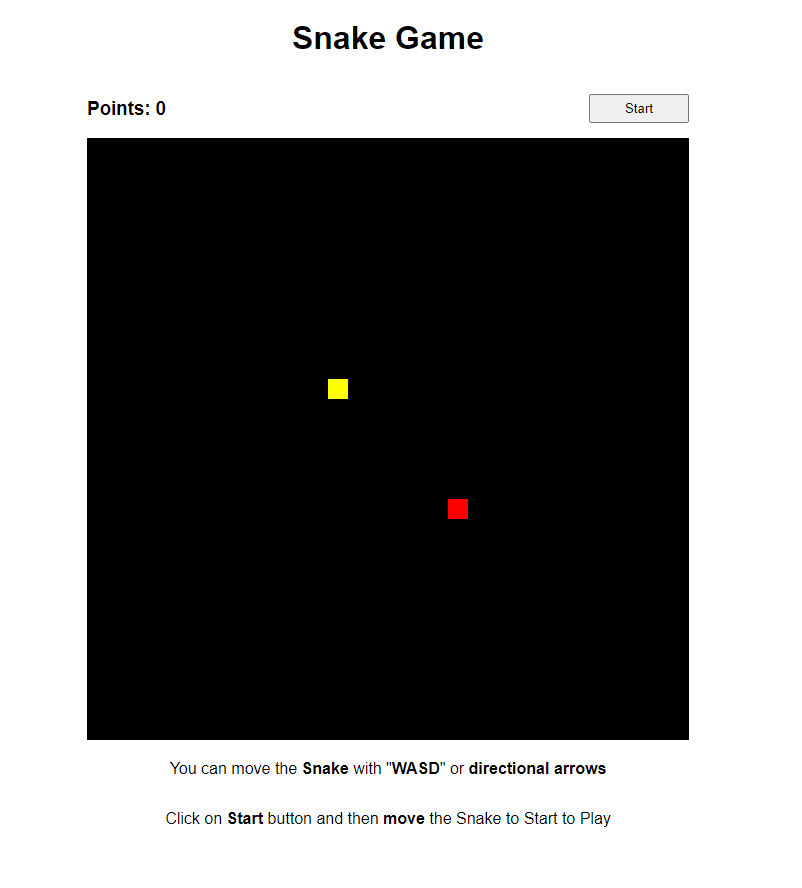 Snake Game
Points: 0
Start
You can move the Snake with "WASD" or directional arrows
Click on Start button and then move the Snake to Start to Play